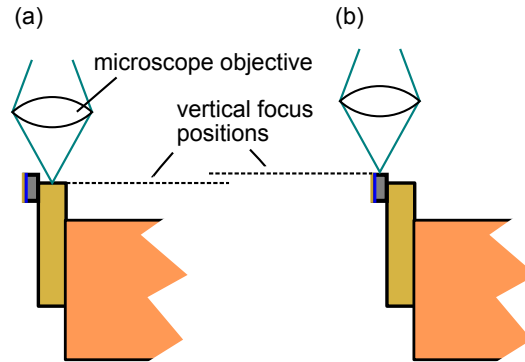 (a)
(b)
microscope objective
vertical focus
positions